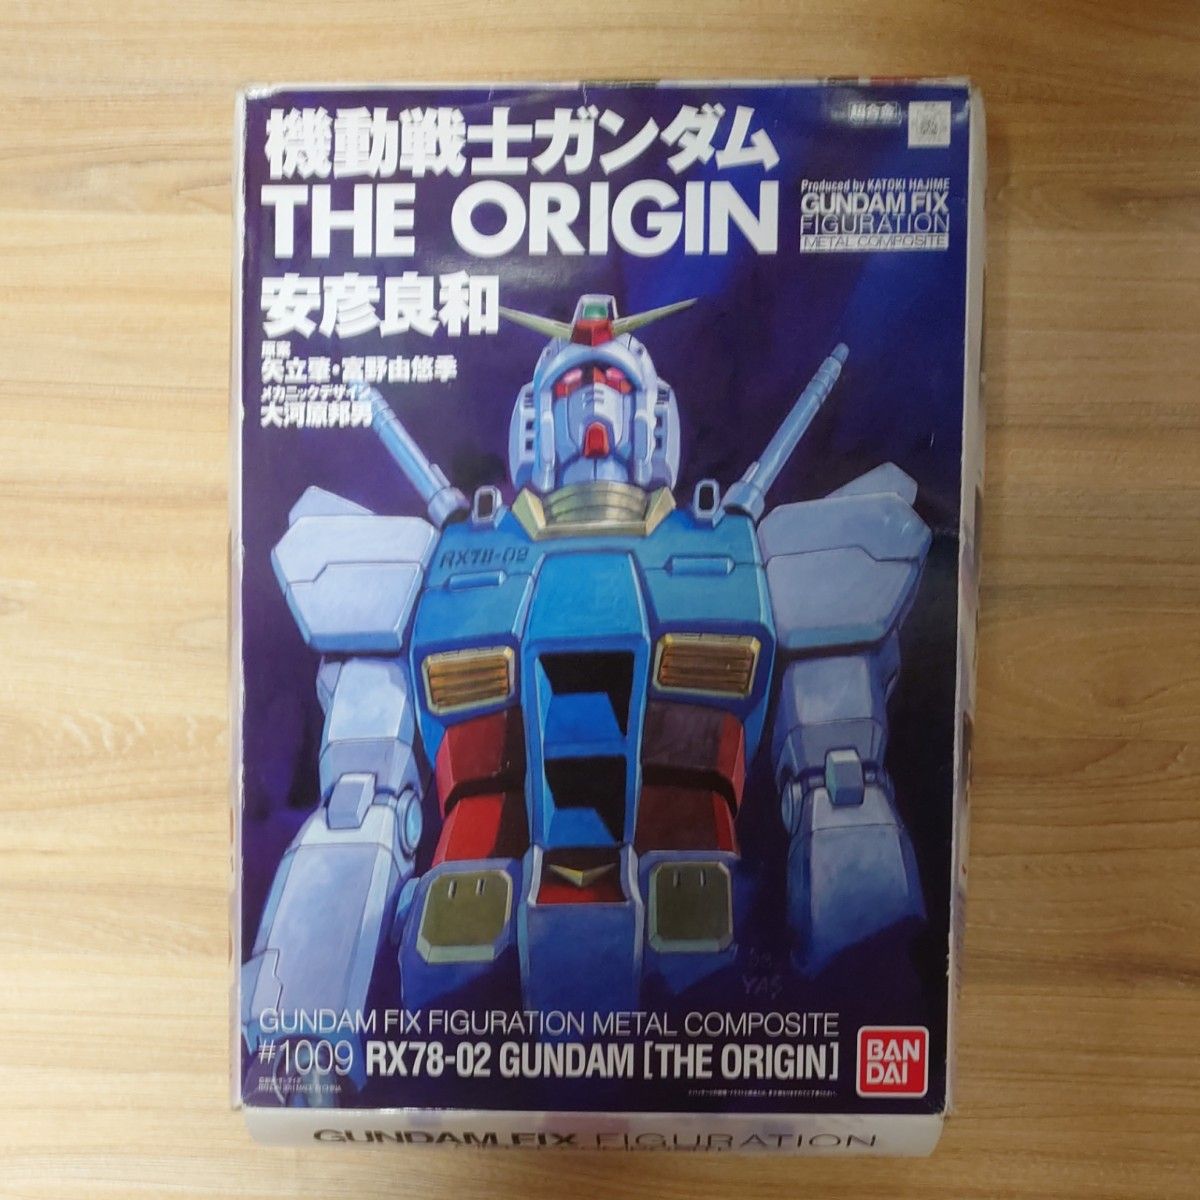 機動戦士ガンダム
THE ORIGIN
安彦良和
原案
矢立肇・富野由悠季
メカニックデザイン
大河原邦男
超合金
Produced by KATOKI HAJIME
GUNDAM FIX
FIGURATION
METAL COMPOSITE
RX78-02
YAS
GUNDAM FIX FIGURATION METAL COMPOSITE
#1009 RX78-02 GUNDAM [THE ORIGIN]
BAN
DAI
GUNDAM FIX FIGURATION